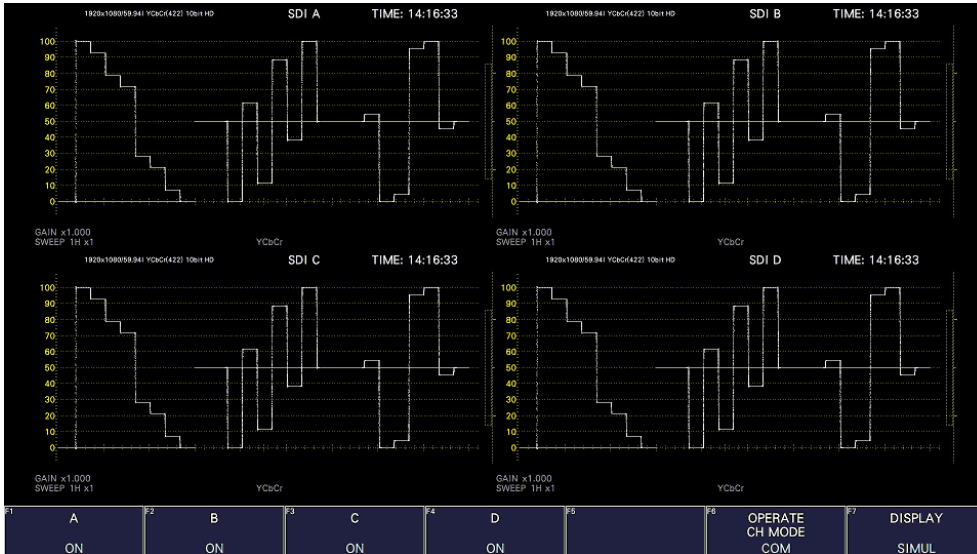 1920x1080/59.94I YCbCr(422) 10bit HD SDI A TIME: 14:16:33
100
90
80
70
60
50
40
30
20
10
0
GAIN x1.000
SWEEP 1H x1 YCbCr
1920x1080/59.94I YCbCr(422) 10bit HD SDI B TIME: 14:16:33
100
90
80
70
60
50
40
30
20
10
0
GAIN x1.000
SWEEP 1H x1 YCbCr
1920x1080/59.94I YCbCr(422) 10bit HD SDI C TIME: 14:16:33
100
90
80
70
60
50
40
30
20
10
0
GAIN x1.000
SWEEP 1H x1 YCbCr
1920x1080/59.94I YCbCr(422) 10bit HD SDI D TIME: 14:16:33
100
90
80
70
60
50
40
30
20
10
0
GAIN x1.000
SWEEP 1H x1 YCbCr
F1 A
ON
F2 B
ON
F3 C
ON
F4 D
ON
F5
F6 OPERATE
CH MODE
COM
F7 DISPLAY
SIMUL